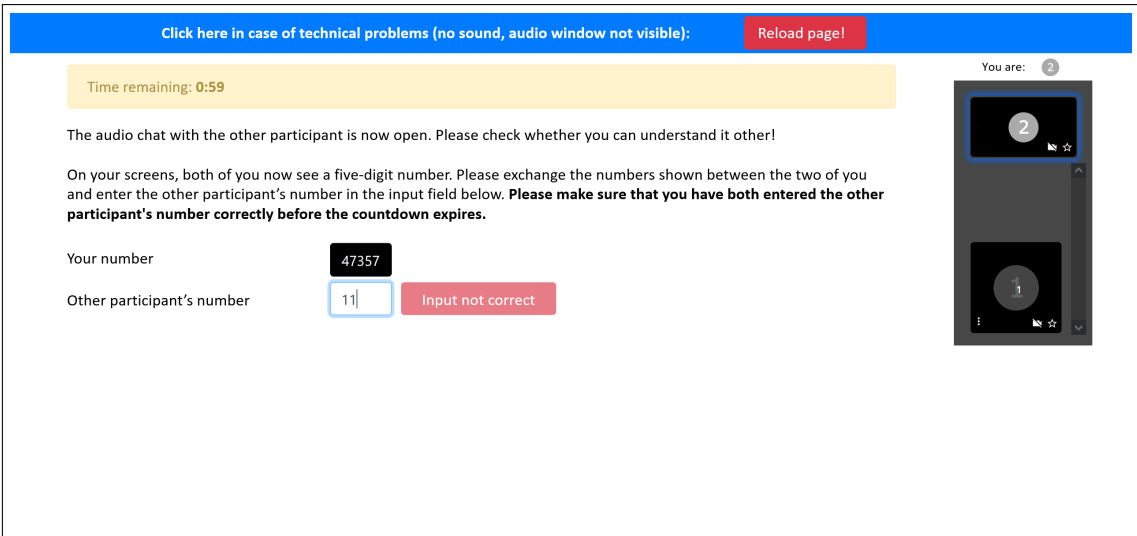 Click here in case of technical problems (no sound, audio window not visible): Reload page!
You are: 2
Time remaining: 0:59
2
The audio chat with the other participant is now open. Please check whether you can understand it other!
On your screens, both of you now see a five-digit number. Please exchange the numbers shown between the two of you
and enter the other participant’s number in the input field below. Please make sure that you have both entered the other
participant's number correctly before the countdown expires.
Your number 47357
Other participant’s number 11 Input not correct
1
1